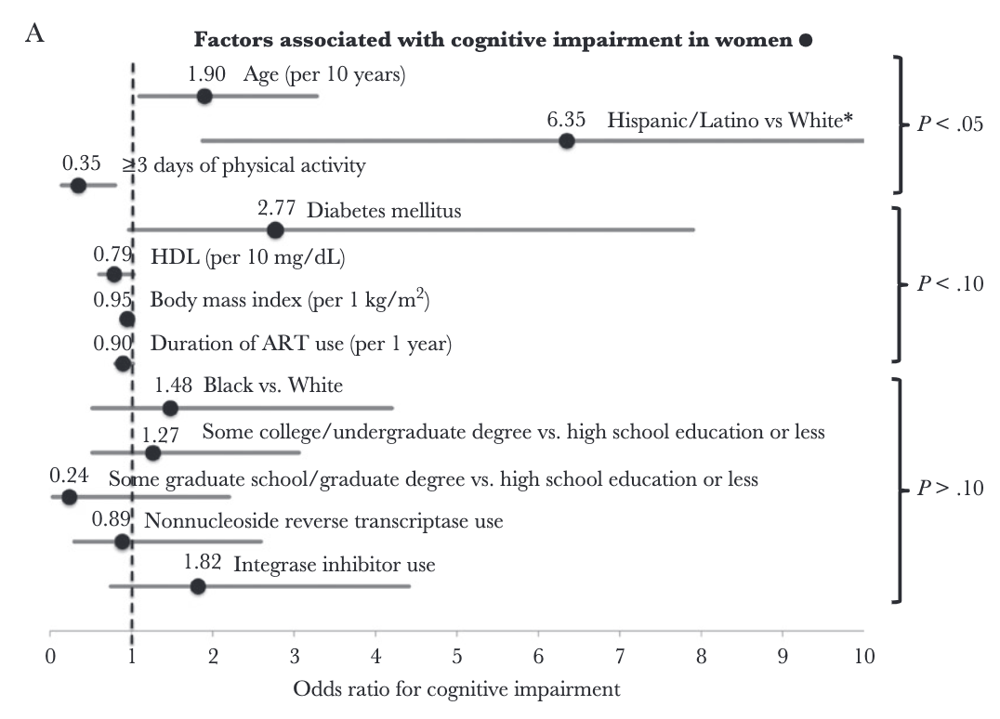 A
Factors associated with cognitive impairment in women ●
1.90 Age (per 10 years)
6.35 Hispanic/Latino vs White*
P < .05
0.35 ≥3 days of physical activity
2.77 Diabetes mellitus
0.79 HDL (per 10 mg/dL)
P < .10
0.95 Body mass index (per 1 kg/m²)
0.90 Duration of ART use (per 1 year)
1.48 Black vs. White
1.27 Some college/undergraduate degree vs. high school education or less
0.24 Some graduate school/graduate degree vs. high school education or less
P > .10
0.89 Nonnucleoside reverse transcriptase use
1.82 Integrase inhibitor use
0 1 2 3 4 5 6 7 8 9 10
Odds ratio for cognitive impairment